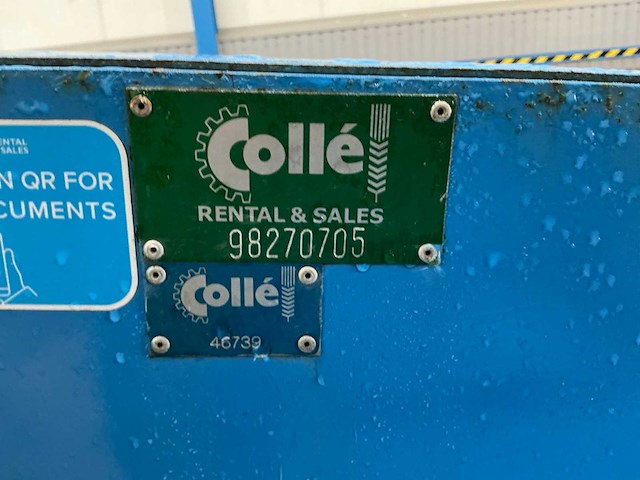 RENTAL
SALES
N QR FOR
CUMENTS
Collé
RENTAL & SALES
98270705
Collé
46739